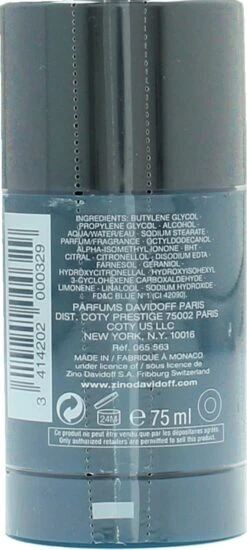 INGREDIENTS: BUTYLENE GLYCOL ·
PROPYLENE GLYCOL · ALCOHOL ·
AQUA/WATER/EAU · SODIUM STEARATE ·
PARFUM/FRAGRANCE · OCTYLDODECANOL ·
ALPHA-ISOMETHYL IONONE · BHT ·
CITRAL · CITRONELLOL · DISODIUM EDTA ·
FARNESOL · GERANIOL ·
HYDROXYCITRONELLAL · HYDROXYISOHEXYL
3-CYCLOHEXENE CARBOXALDEHYDE ·
LIMONENE · LINALOOL · SODIUM HYDROXIDE ·
FD&C BLUE N°1 (CI 42090).
PARFUMS DAVIDOFF PARIS
DIST. COTY PRESTIGE 75002 PARIS
COTY US LLC
NEW YORK, N.Y. 10016
Réf. 065 563
MADE IN / FABRIQUÉ À MONACO
under licence of / sous licence de
Zino Davidoff S.A. Fribourg Switzerland
www.zinodavidoff.com
24M
℮ 75 ml
Ce produit ne peut être vendu que par les dépositaires agréés.
Only authorized retailers are permitted to sell this product.
3 414202 000329